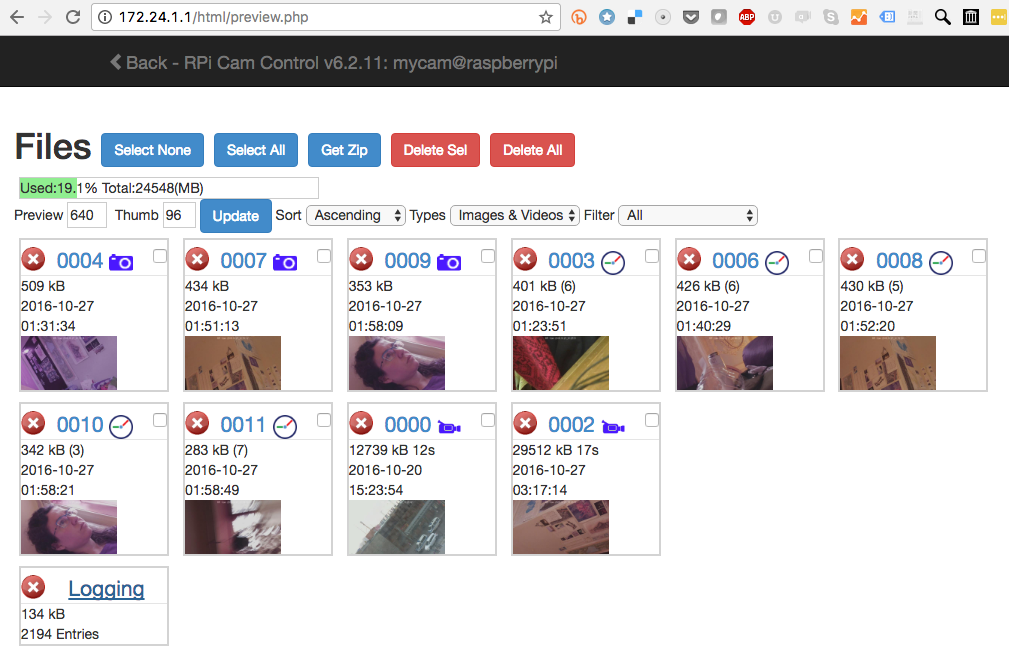 172.24.1.1/html/preview.php
Back - RPi Cam Control v6.2.11: mycam@raspberrypi
Files Select None Select All Get Zip Delete Sel Delete All
Used:19.1% Total:24548(MB)
Preview 640 Thumb 96 Update Sort Ascending Types Images & Videos Filter All
0004 0007 0009 0003 0006 0008
509 kB 434 kB 353 kB 401 kB (6) 426 kB (6) 430 kB (5)
2016-10-27 2016-10-27 2016-10-27 2016-10-27 2016-10-27 2016-10-27
01:31:34 01:51:13 01:58:09 01:23:51 01:40:29 01:52:20
0010 0011 0000 0002
342 kB (3) 283 kB (7) 12739 kB 12s 29512 kB 17s
2016-10-27 2016-10-27 2016-10-20 2016-10-27
01:58:21 01:58:49 15:23:54 03:17:14
Logging
134 kB
2194 Entries